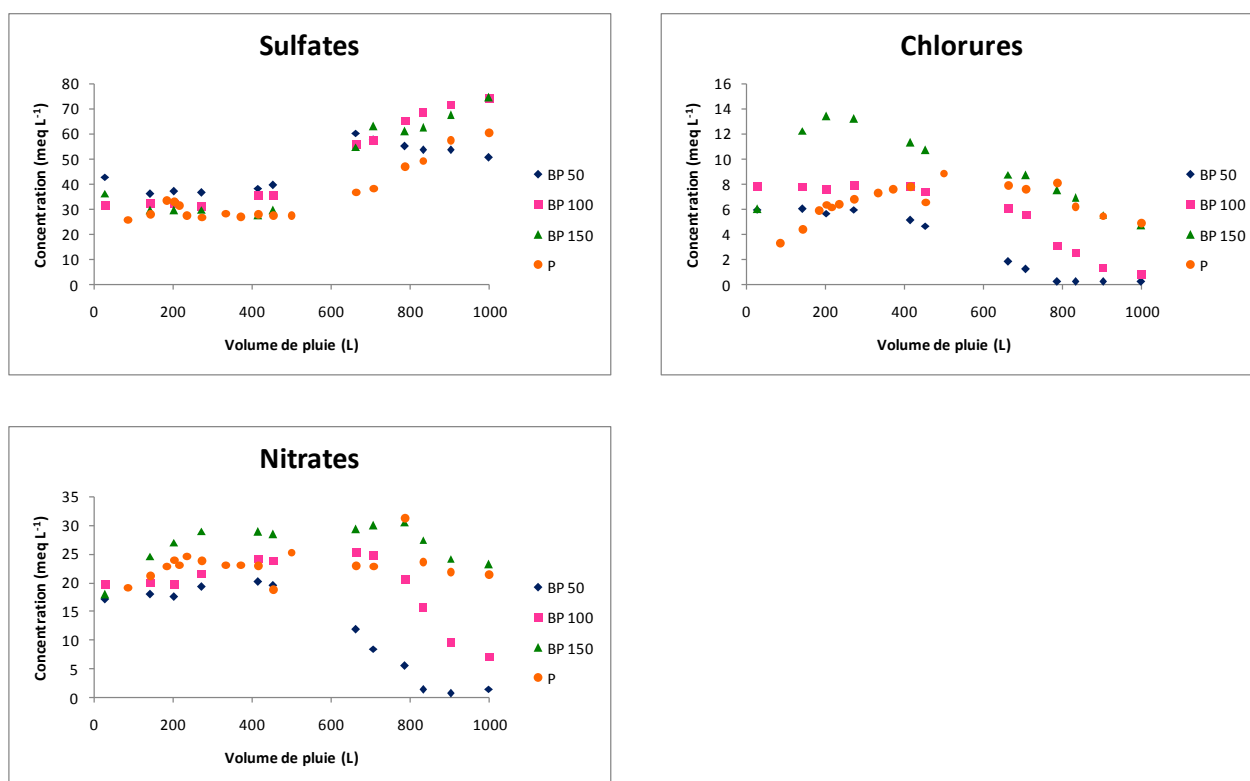 Sulfates
Concentration (meq L-1)
80
70
60
50
40
30
20
10
0
0 200 400 600 800 1000
Volume de pluie (L)
BP 50
BP 100
BP 150
P
Chlorures
Concentration (meq L-1)
16
14
12
10
8
6
4
2
0
0 200 400 600 800 1000
Volume de pluie (L)
BP 50
BP 100
BP 150
P
Nitrates
Concentration (meq L-1)
35
30
25
20
15
10
5
0
0 200 400 600 800 1000
Volume de pluie (L)
BP 50
BP 100
BP 150
P